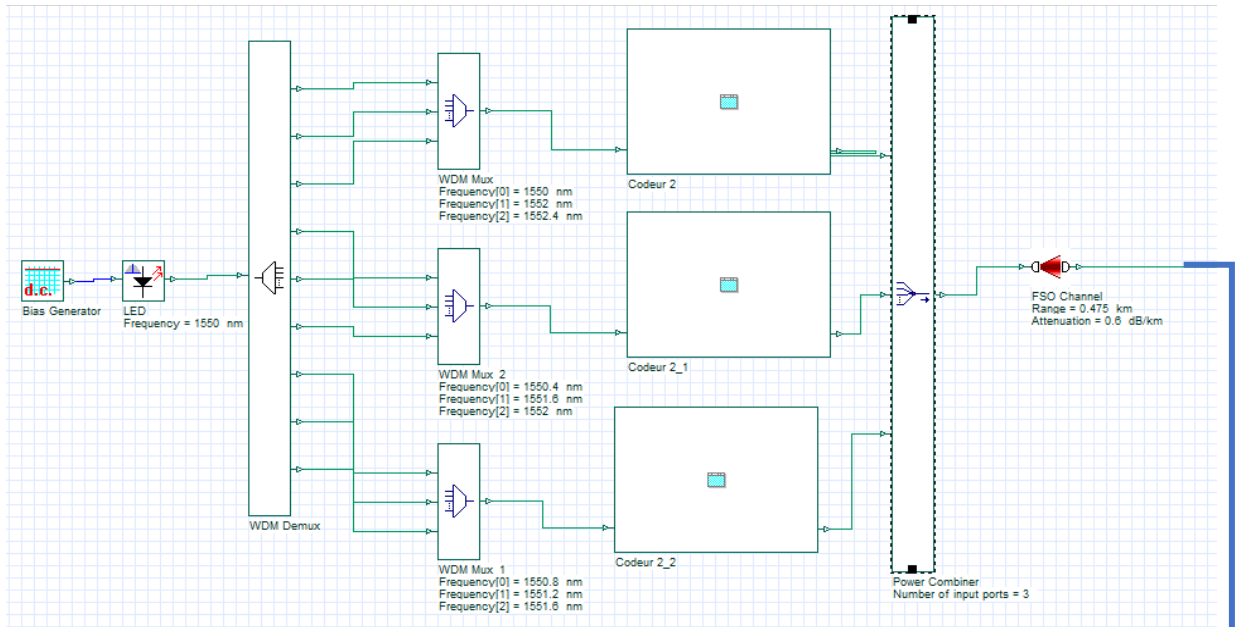 WDM Mux
Frequency[0] = 1550 nm
Frequency[1] = 1552 nm
Frequency[2] = 1552.4 nm
Codeur 2
d.c.
Bias Generator
LED
Frequency = 1550 nm
FSO Channel
Range = 0.475 km
Attenuation = 0.6 dB/km
WDM Mux 2
Frequency[0] = 1550.4 nm
Frequency[1] = 1551.6 nm
Frequency[2] = 1552 nm
Codeur 2_1
WDM Demux
WDM Mux 1
Frequency[0] = 1550.8 nm
Frequency[1] = 1551.2 nm
Frequency[2] = 1551.6 nm
Codeur 2_2
Power Combiner
Number of input ports = 3